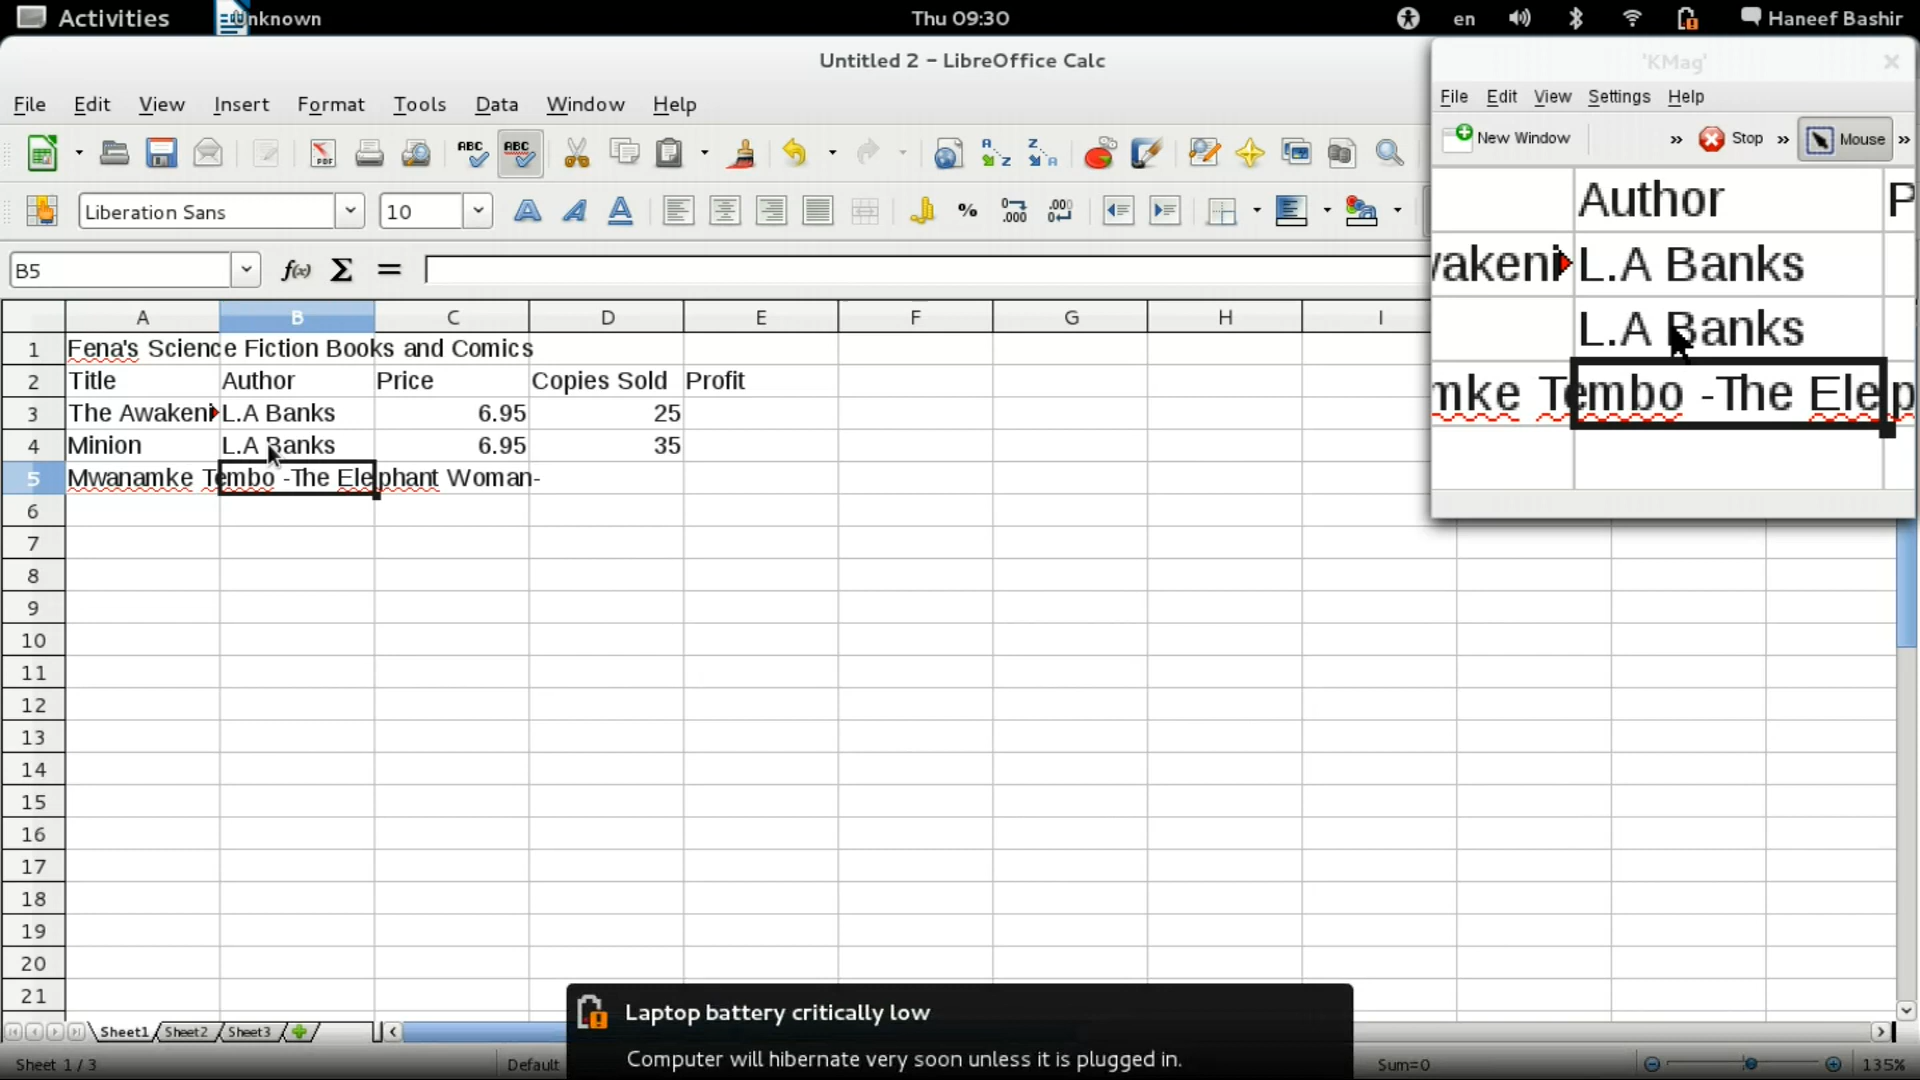 Activities
Unknown
Thu 09:30
en
Haneef Bashir
Untitled 2 - LibreOffice Calc
File Edit View Insert Format Tools Data Window Help
Liberation Sans
10
B5
A B C D E F G H I
1 Fena's Science Fiction Books and Comics
2 Title Author Price Copies Sold Profit
3 The Awakeni L.A Banks 6.95 25
4 Minion L.A Banks 6.95 35
5 Mwanamke Tembo -The Elephant Woman-
6
7
8
9
10
11
12
13
14
15
16
17
18
19
20
21
Sheet1 Sheet2 Sheet3
Sheet 1 / 3
Default
Sum=0
135%
'KMag'
File Edit View Settings Help
New Window
Stop
Mouse
Author P
wakeni L.A Banks
L.A Banks
mke Tembo -The Elep
Laptop battery critically low
Computer will hibernate very soon unless it is plugged in.